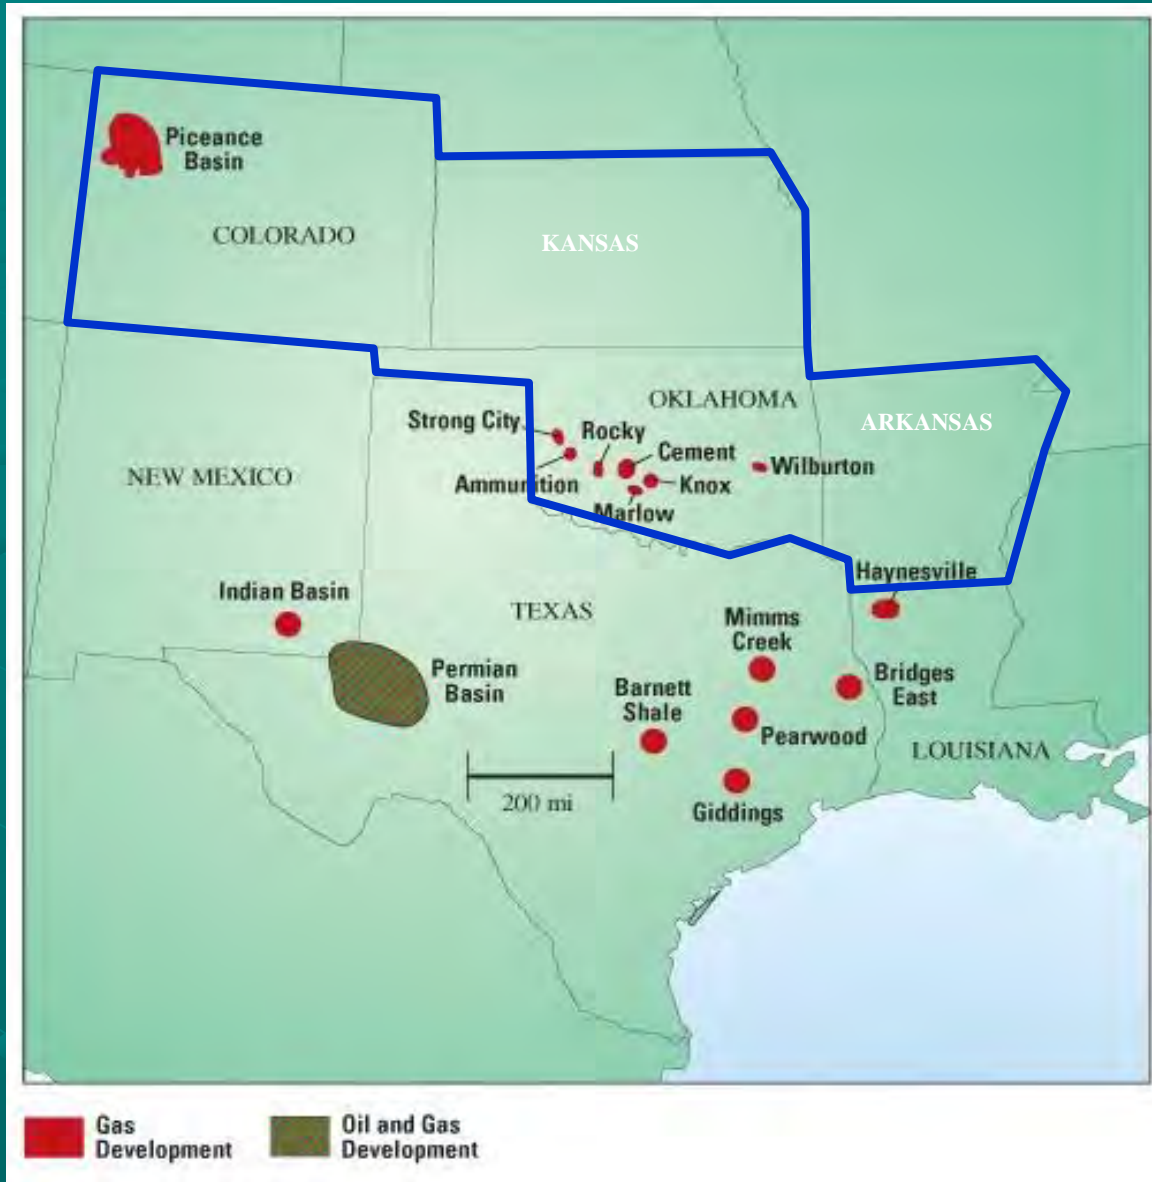 Piceance
Basin
COLORADO
KANSAS
OKLAHOMA
ARKANSAS
Strong City
Rocky
Cement
Wilburton
Ammunition
Knox
Marlow
NEW MEXICO
Haynesville
Indian Basin
TEXAS
Mimms
Creek
Permian
Basin
Barnett
Shale
Bridges
East
Pearwood
LOUISIANA
200 mi
Giddings
Gas
Development
Oil and Gas
Development